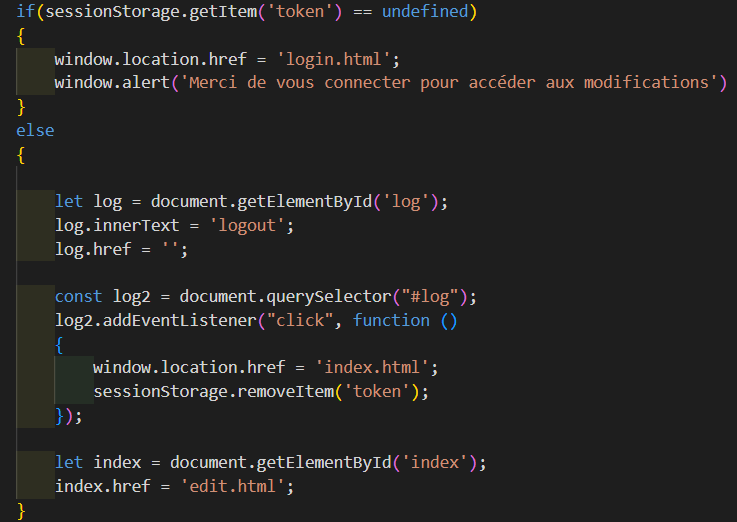 if(sessionStorage.getItem('token') == undefined)
{
    window.location.href = 'login.html';
    window.alert('Merci de vous connecter pour accéder aux modifications')
}
else
{
    let log = document.getElementById('log');
    log.innerText = 'logout';
    log.href = '';
    const log2 = document.querySelector("#log");
    log2.addEventListener("click", function ()
    {
        window.location.href = 'index.html';
        sessionStorage.removeItem('token');
    });
    let index = document.getElementById('index');
    index.href = 'edit.html';
}